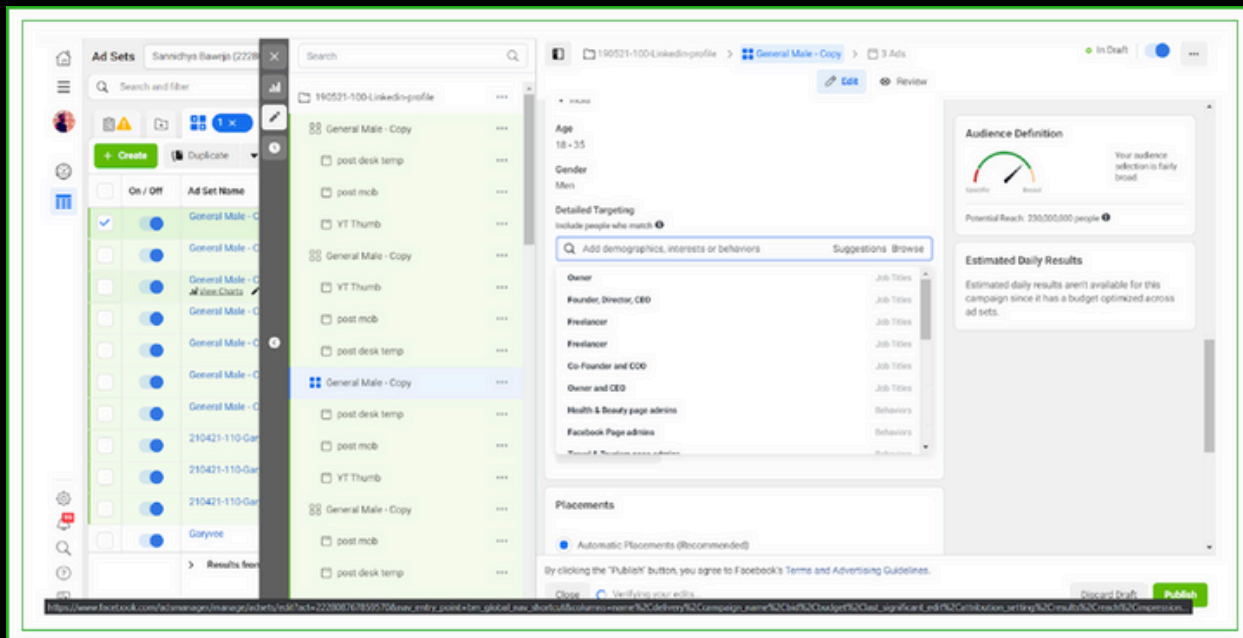 Ad Sets
Search and filter
1 ×
+ Create
Duplicate
On / Off
Ad Set Name
General Male - C
General Male - C
General Male - C
View Charts
General Male - C
General Male - C
General Male - C
General Male - C
210421-110-Gar
210421-110-Gar
210421-110-Gar
Garyvee
Results from
Search
190521-100-Linkedin-profile
General Male - Copy
post desk temp
post mob
YT Thumb
General Male - Copy
YT Thumb
post mob
post desk temp
General Male - Copy
post desk temp
post mob
YT Thumb
General Male - Copy
post mob
post desk temp
190521-100-Linkedin-profile > General Male - Copy > 3 Ads
In Draft
Edit
Review
Age
18 - 35
Gender
Men
Detailed Targeting
Include people who match
Add demographics, interests or behaviors Suggestions Browse
Owner Job Titles
Founder, Director, CEO Job Titles
Freelancer Job Titles
Freelancer Job Titles
Co-Founder and COO Job Titles
Owner and CEO Job Titles
Health & Beauty page admins Behaviors
Facebook Page admins Behaviors
Travel & Tourism page admins Behaviors
Placements
Automatic Placements (Recommended)
By clicking the "Publish" button, you agree to Facebook's Terms and Advertising Guidelines.
Close
Verifying your edits...
Discard Draft
Publish
Audience Definition
Your audience
selection is fairly
broad.
Specific
Broad
Potential Reach: 230,000,000 people
Estimated Daily Results
Estimated daily results aren't available for this
campaign since it has a budget optimized across
ad sets.